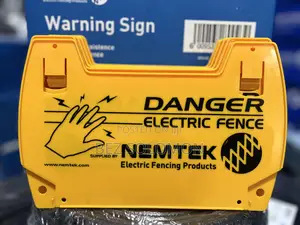 Warning Sign
DANGER
ELECTRIC FENCE
SUPPLIED BY
NEMTEK
Electric Fencing Products
www.nemtek.com